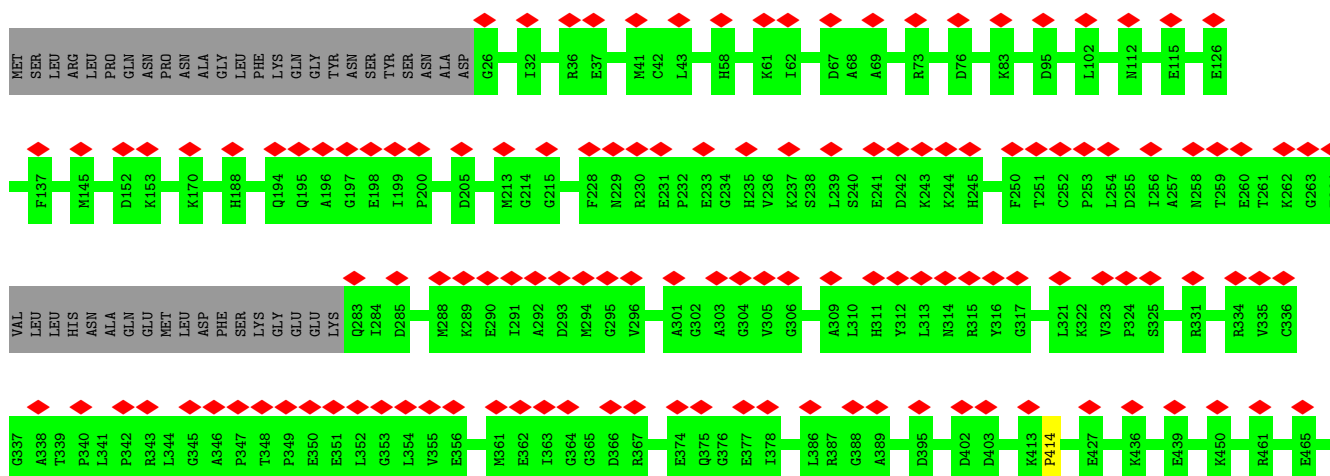 MET SER LEU ARG LEU PRO GLN ASN PRO ASN ALA GLY LEU PHE LYS GLN GLY TYR ASN SER TYR SER ASN ALA ASP G26 I32 R36 E37 M41 C42 L43 H58 K61 I62 D67 A68 A69 R73 D76 K83 D95 L102 N112 E115 E126
F137 M145 D152 K153 K170 H188 Q194 Q195 A196 G197 E198 I199 P200 D205 M213 G214 G215 F228 N229 R230 E231 P232 E233 G234 H235 V236 K237 S238 L239 S240 E241 D242 K243 K244 H245 F250 T251 C252 P253 L254 D255 I256 A257 N258 T259 E260 T261 K262 G263
VAL LEU LEU HIS ASN ALA GLN GLU MET LEU ASP PHE SER LYS GLY GLU GLU LYS Q283 I284 D285 M288 K289 E290 I291 A292 D293 M294 G295 V296 A301 G302 A303 G304 V305 G306 A309 L310 H311 Y312 L313 N314 R315 Y316 G317 L321 K322 V323 P324 S325 R331 R334 V335 C336
G337 A338 T339 P340 L341 P342 R343 L344 G345 A346 P347 T348 P349 E350 E351 L352 G353 L354 V355 E356 M361 E362 I363 G364 G365 D366 R367 E374 Q375 G376 E377 I378 L386 R387 G388 A389 D395 D402 D403 K413 P414 E427 K436 E439 K450 R461 E465